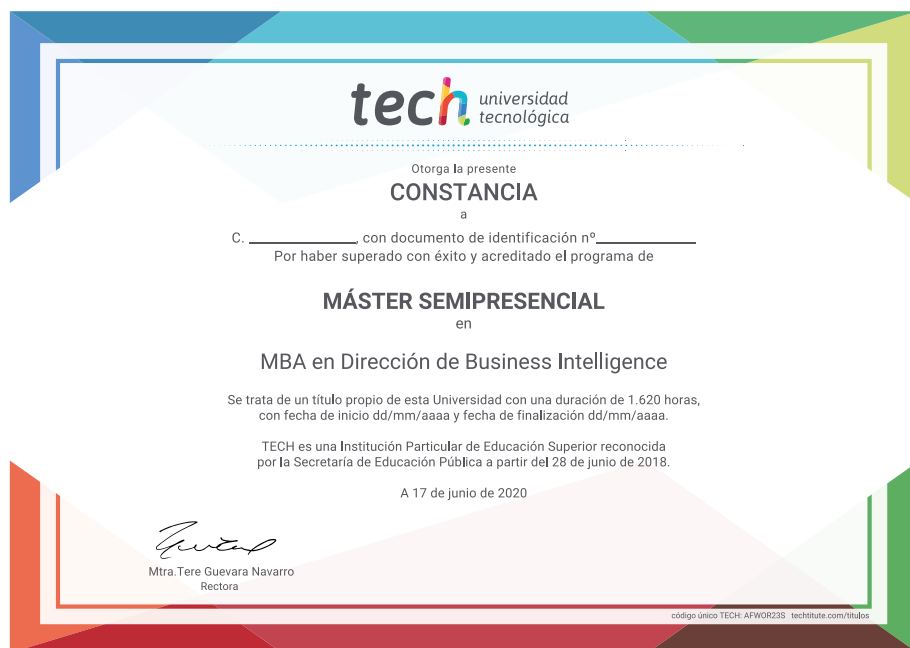 tech universidad
tecnológica
Otorga la presente
CONSTANCIA
a
C. ____________, con documento de identificación nº____________
Por haber superado con éxito y acreditado el programa de
MÁSTER SEMIPRESENCIAL
en
MBA en Dirección de Business Intelligence
Se trata de un título propio de esta Universidad con una duración de 1.620 horas,
con fecha de inicio dd/mm/aaaa y fecha de finalización dd/mm/aaaa.
TECH es una Institución Particular de Educación Superior reconocida
por la Secretaría de Educación Pública a partir del 28 de junio de 2018.
A 17 de junio de 2020
Mtra.Tere Guevara Navarro
Rectora
código único TECH: AFWOR23S techtitute.com/titulos